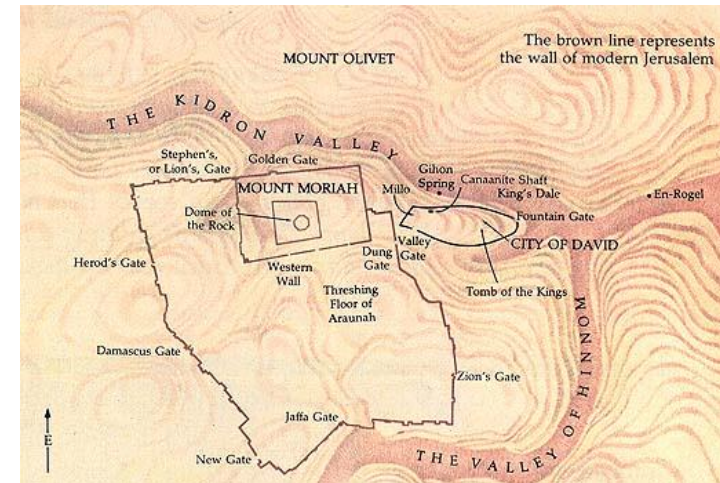 The brown line represents
the wall of modern Jerusalem
MOUNT OLIVET
THE KIDRON VALLEY
Stephen's,
or Lion's, Gate
Golden Gate
MOUNT MORIAH
Dome of
the Rock
Millo
Gihon
Spring
Canaanite Shaft
King's Dale
En-Rogel
Fountain Gate
CITY OF DAVID
Valley
Gate
Dung
Gate
Tomb of the Kings
Herod's Gate
Western
Wall
Threshing
Floor of
Araunah
Damascus Gate
Zion's Gate
Jaffa Gate
New Gate
E
THE VALLEY OF HINNOM